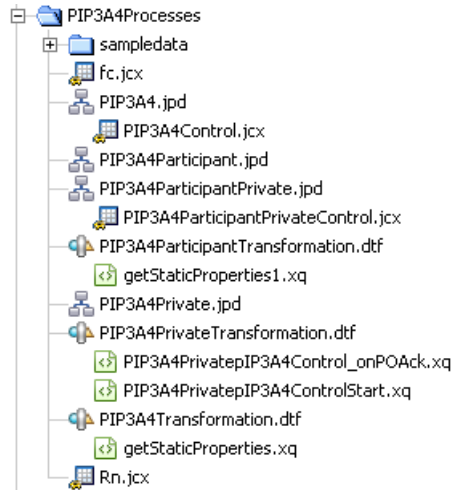 PIP3A4Processes
sampledata
fc.jcx
PIP3A4.jpd
PIP3A4Control.jcx
PIP3A4Participant.jpd
PIP3A4ParticipantPrivate.jpd
PIP3A4ParticipantPrivateControl.jcx
PIP3A4ParticipantTransformation.dtf
getStaticProperties1.xq
PIP3A4Private.jpd
PIP3A4PrivateTransformation.dtf
PIP3A4PrivatepIP3A4Control_onPOAck.xq
PIP3A4PrivatepIP3A4ControlStart.xq
PIP3A4Transformation.dtf
getStaticProperties.xq
Rn.jcx